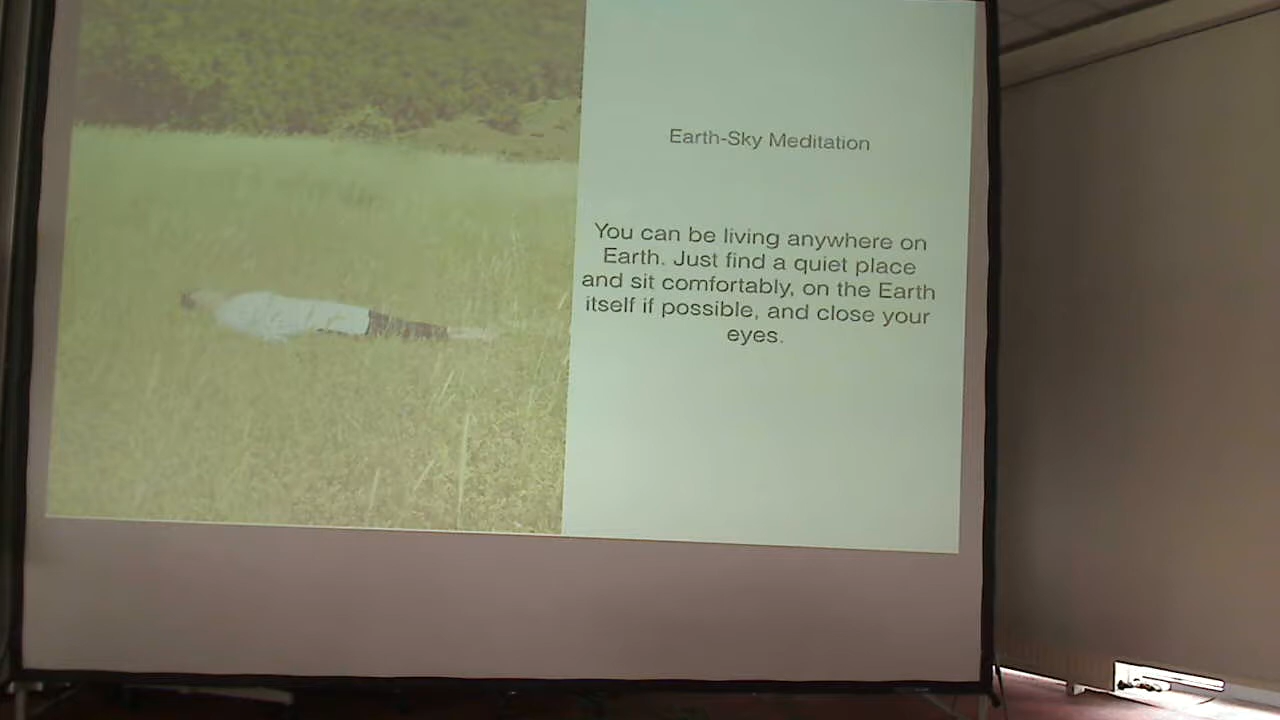 Earth-Sky Meditation
You can be living anywhere on
Earth. Just find a quiet place
and sit comfortably, on the Earth
itself if possible, and close your
eyes.